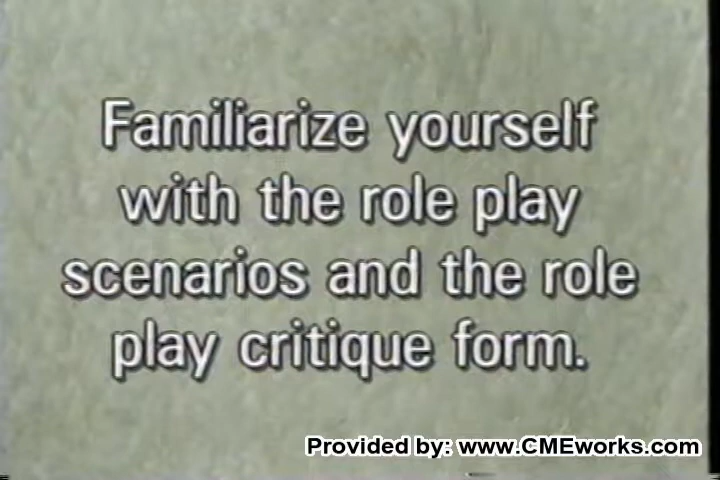 Familiarize yourself
with the role play
scenarios and the role
play critique form.
Provided by: www.CMEworks.com